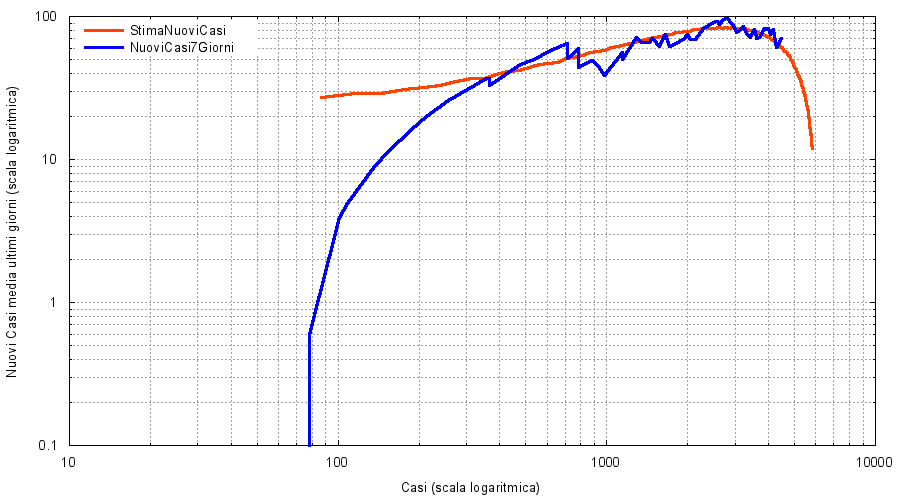 100
StimaNuoviCasi
NuoviCasi7Giorni
10
1
0.1
10
100
1000
10000
Nuovi Casi media ultimi giorni (scala logaritmica)
Casi (scala logaritmica)